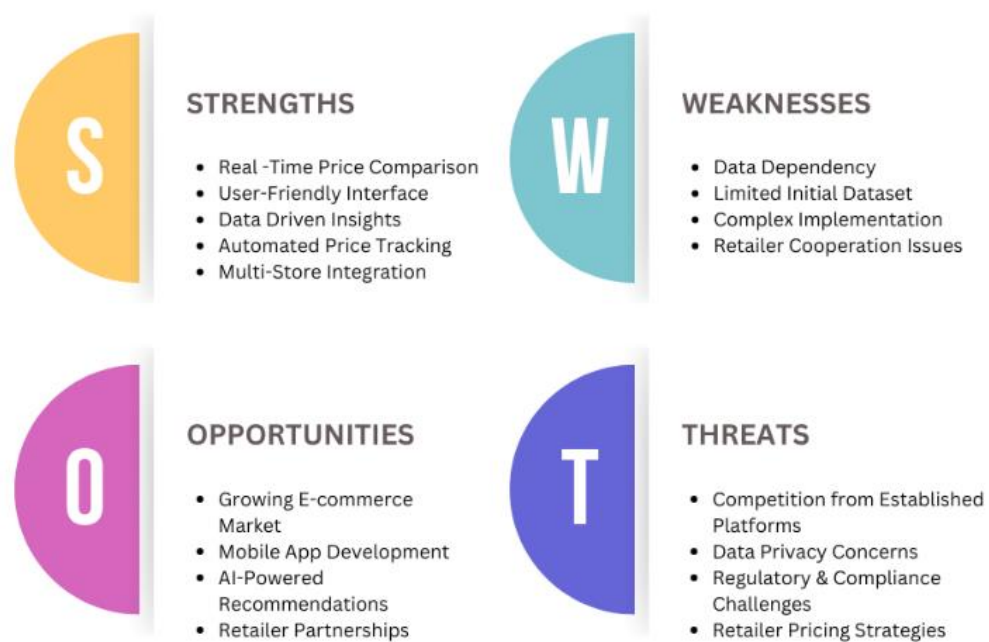 S
STRENGTHS
• Real -Time Price Comparison
• User-Friendly Interface
• Data Driven Insights
• Automated Price Tracking
• Multi-Store Integration
W
WEAKNESSES
• Data Dependency
• Limited Initial Dataset
• Complex Implementation
• Retailer Cooperation Issues
O
OPPORTUNITIES
• Growing E-commerce
Market
• Mobile App Development
• AI-Powered
Recommendations
• Retailer Partnerships
T
THREATS
• Competition from Established
Platforms
• Data Privacy Concerns
• Regulatory & Compliance
Challenges
• Retailer Pricing Strategies